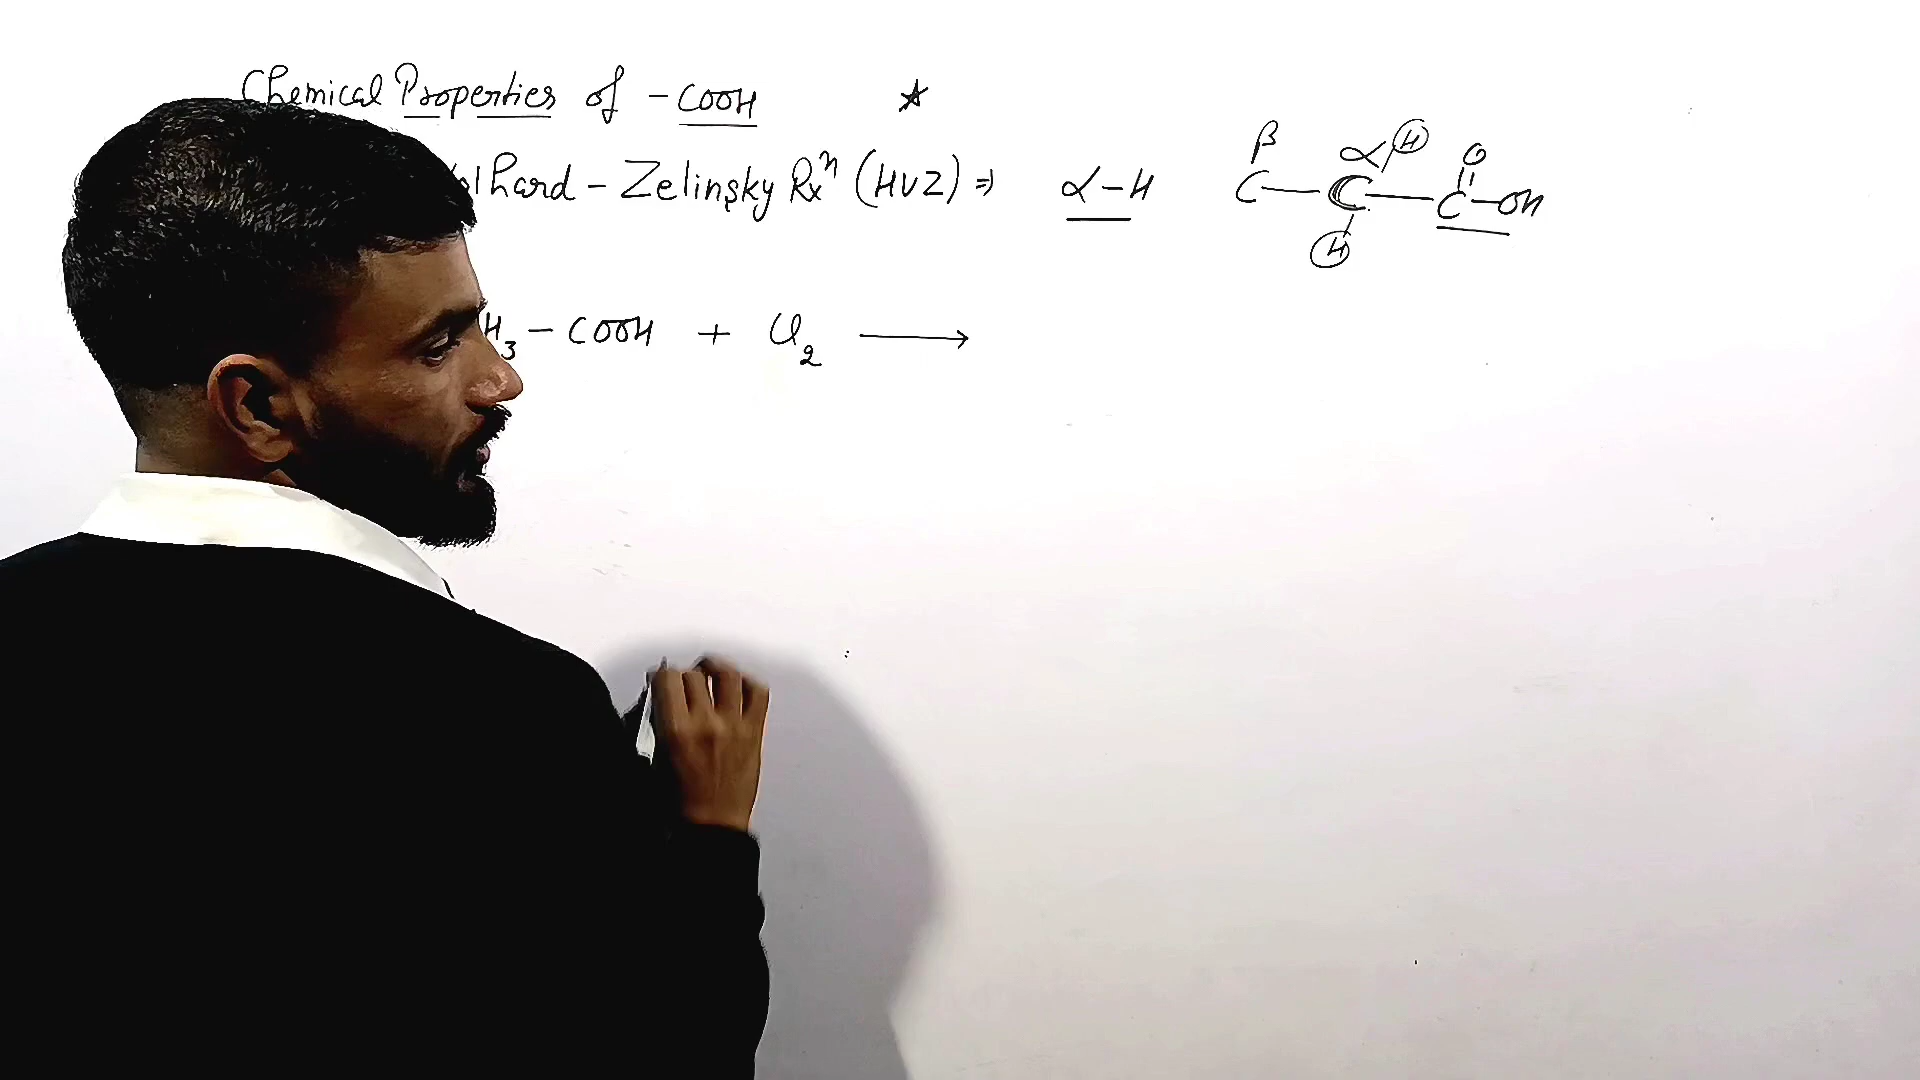 Chemical Properties of -COOH ★
lhard - Zelinsky Rxⁿ (HVZ) ⇒ α-H
H₃ - COOH + Cl₂ ⟶
β α H O
C - C - C - OH
H